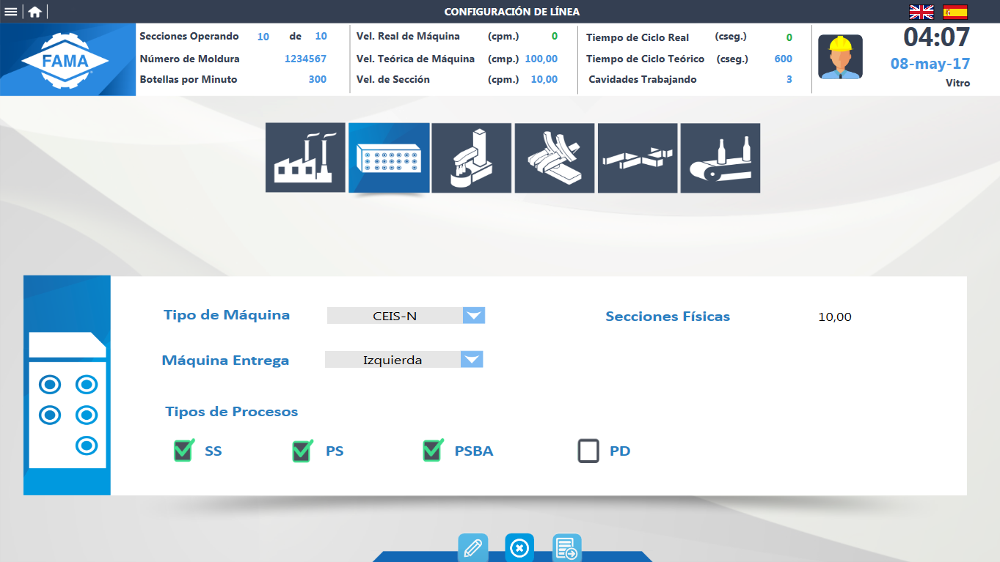 CONFIGURACIÓN DE LÍNEA
FAMA
Secciones Operando 10 de 10
Número de Moldura 1234567
Botellas por Minuto 300
Vel. Real de Máquina (cpm.) 0
Vel. Teórica de Máquina (cmp.) 100,00
Vel. de Sección (cpm.) 10,00
Tiempo de Ciclo Real (cseg.) 0
Tiempo de Ciclo Teórico (cseg.) 600
Cavidades Trabajando 3
04:07
08-may-17
Vitro
Tipo de Máquina CEIS-N
Secciones Físicas 10,00
Máquina Entrega Izquierda
Tipos de Procesos
SS PS PSBA PD